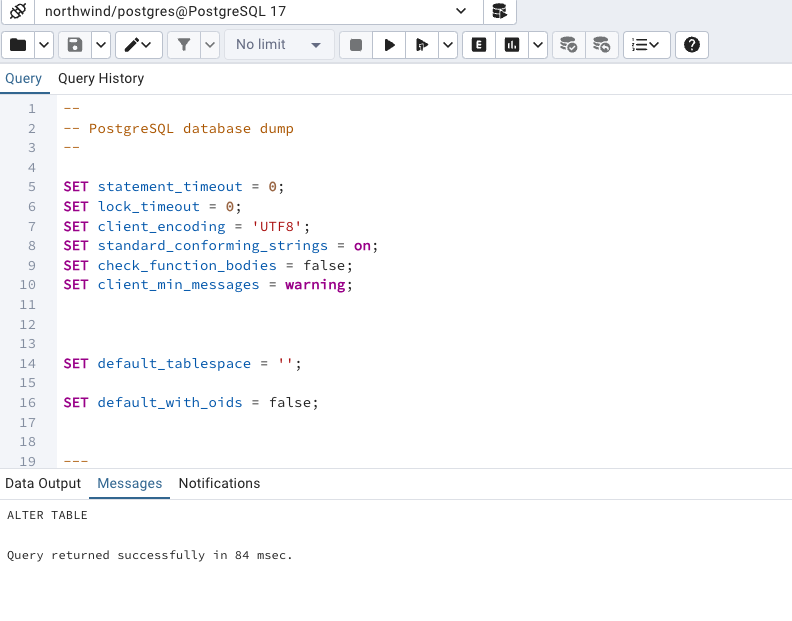 northwind/postgres@PostgreSQL 17
No limit
E
Query Query History
1 --
2 -- PostgreSQL database dump
3 --
4
5 SET statement_timeout = 0;
6 SET lock_timeout = 0;
7 SET client_encoding = 'UTF8';
8 SET standard_conforming_strings = on;
9 SET check_function_bodies = false;
10 SET client_min_messages = warning;
11
12
13
14 SET default_tablespace = '';
15
16 SET default_with_oids = false;
17
18
19 ---
Data Output Messages Notifications
ALTER TABLE
Query returned successfully in 84 msec.